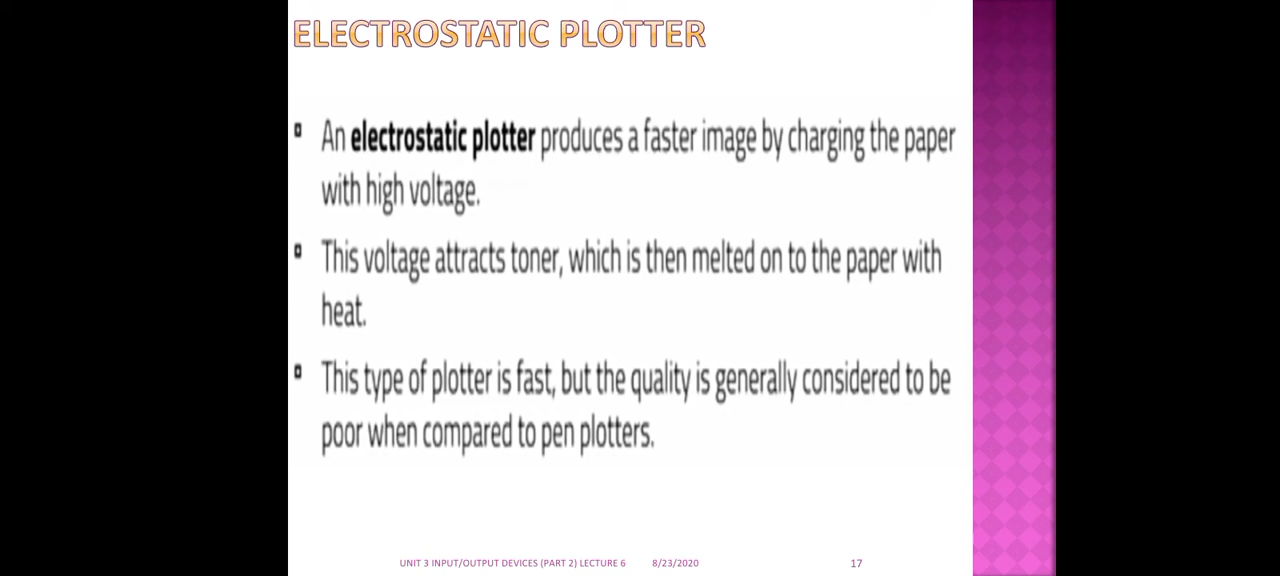 ELECTROSTATIC PLOTTER
An electrostatic plotter produces a faster image by charging the paper
with high voltage.
This voltage attracts toner, which is then melted on to the paper with
heat.
This type of plotter is fast, but the quality is generally considered to be
poor when compared to pen plotters.
UNIT 3 INPUT/OUTPUT DEVICES (PART 2) LECTURE 6 8/23/2020 17